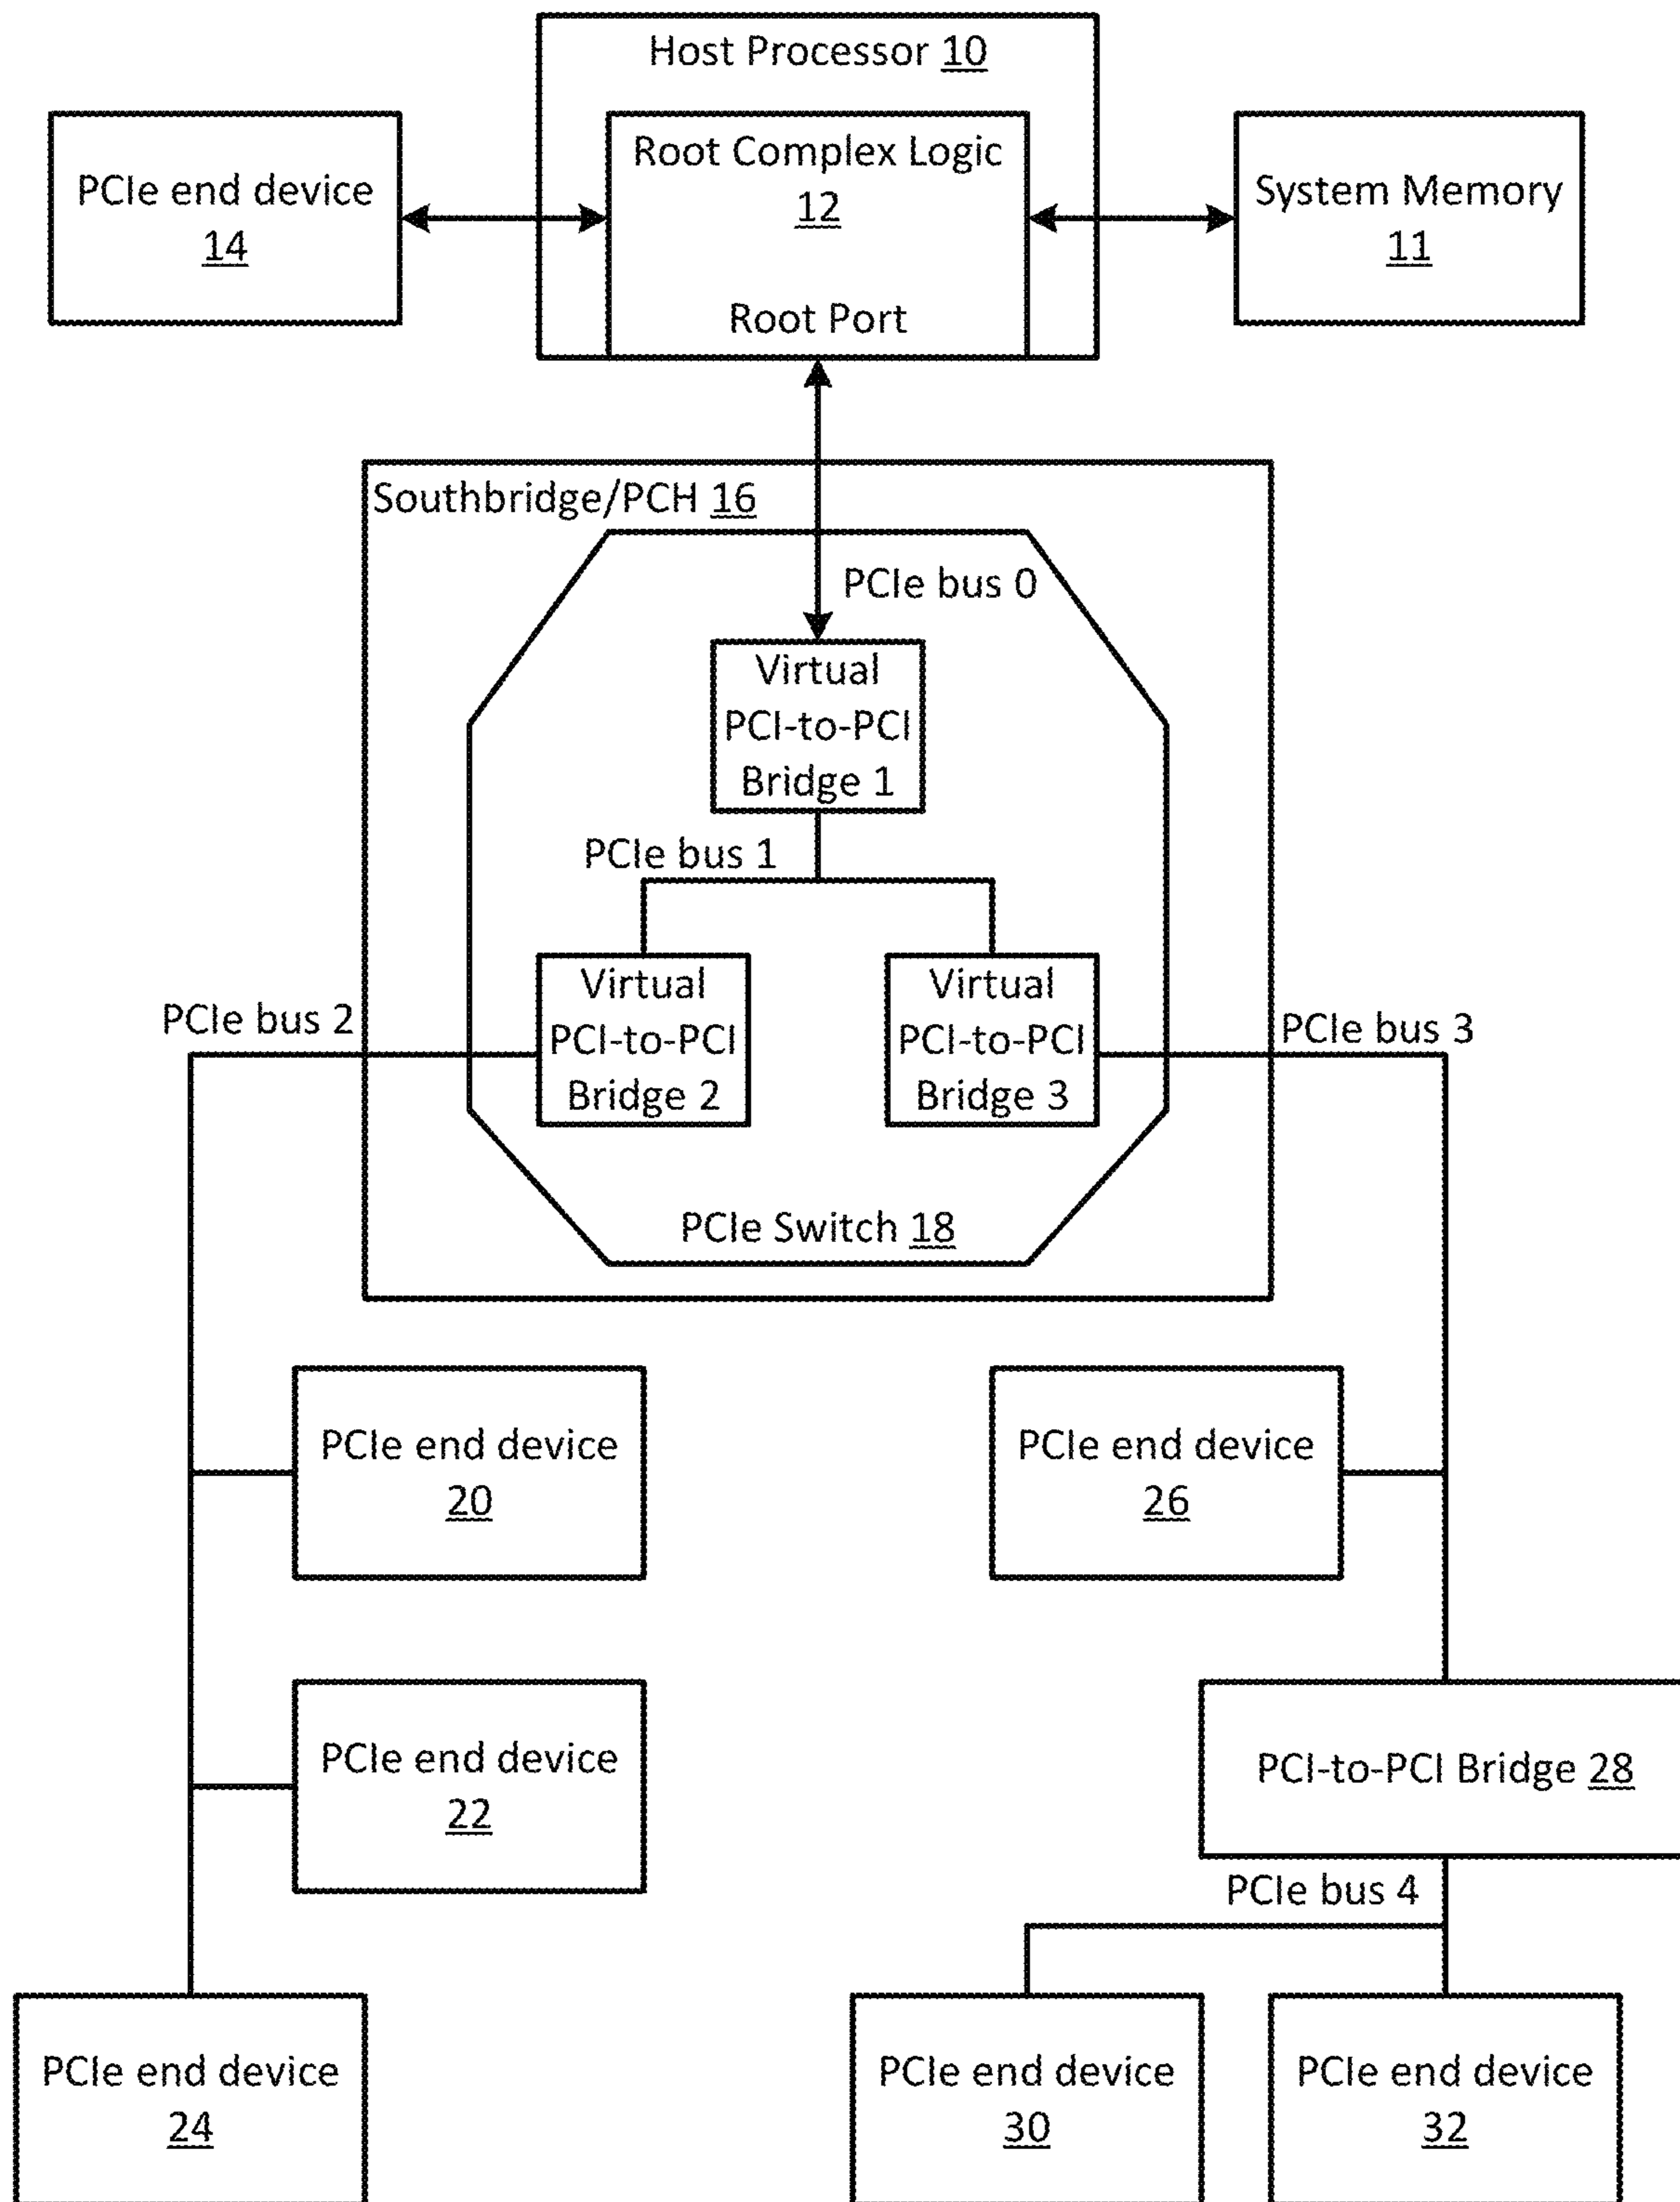 Host Processor 10
PCIe end device
14
Root Complex Logic
12
Root Port
System Memory
11
Southbridge/PCH 16
PCIe bus 0
Virtual
PCI-to-PCI
Bridge 1
PCIe bus 1
PCIe bus 2
Virtual
PCI-to-PCI
Bridge 2
Virtual
PCI-to-PCI
Bridge 3
PCIe bus 3
PCIe Switch 18
PCIe end device
20
PCIe end device
26
PCIe end device
22
PCI-to-PCI Bridge 28
PCIe bus 4
PCIe end device
24
PCIe end device
30
PCIe end device
32